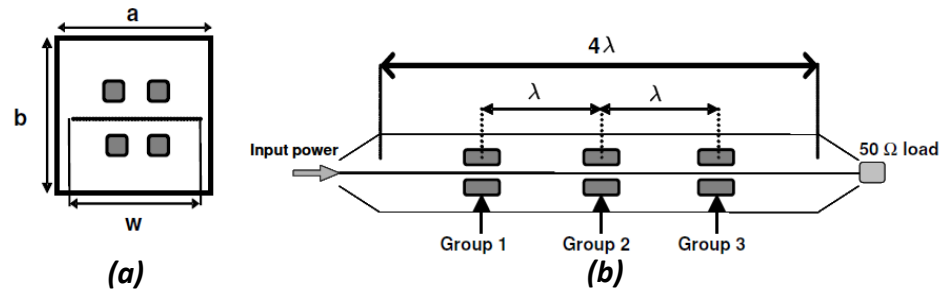 a
b
w
(a)
4λ
λ
λ
Input power
50 Ω load
Group 1
Group 2
Group 3
(b)